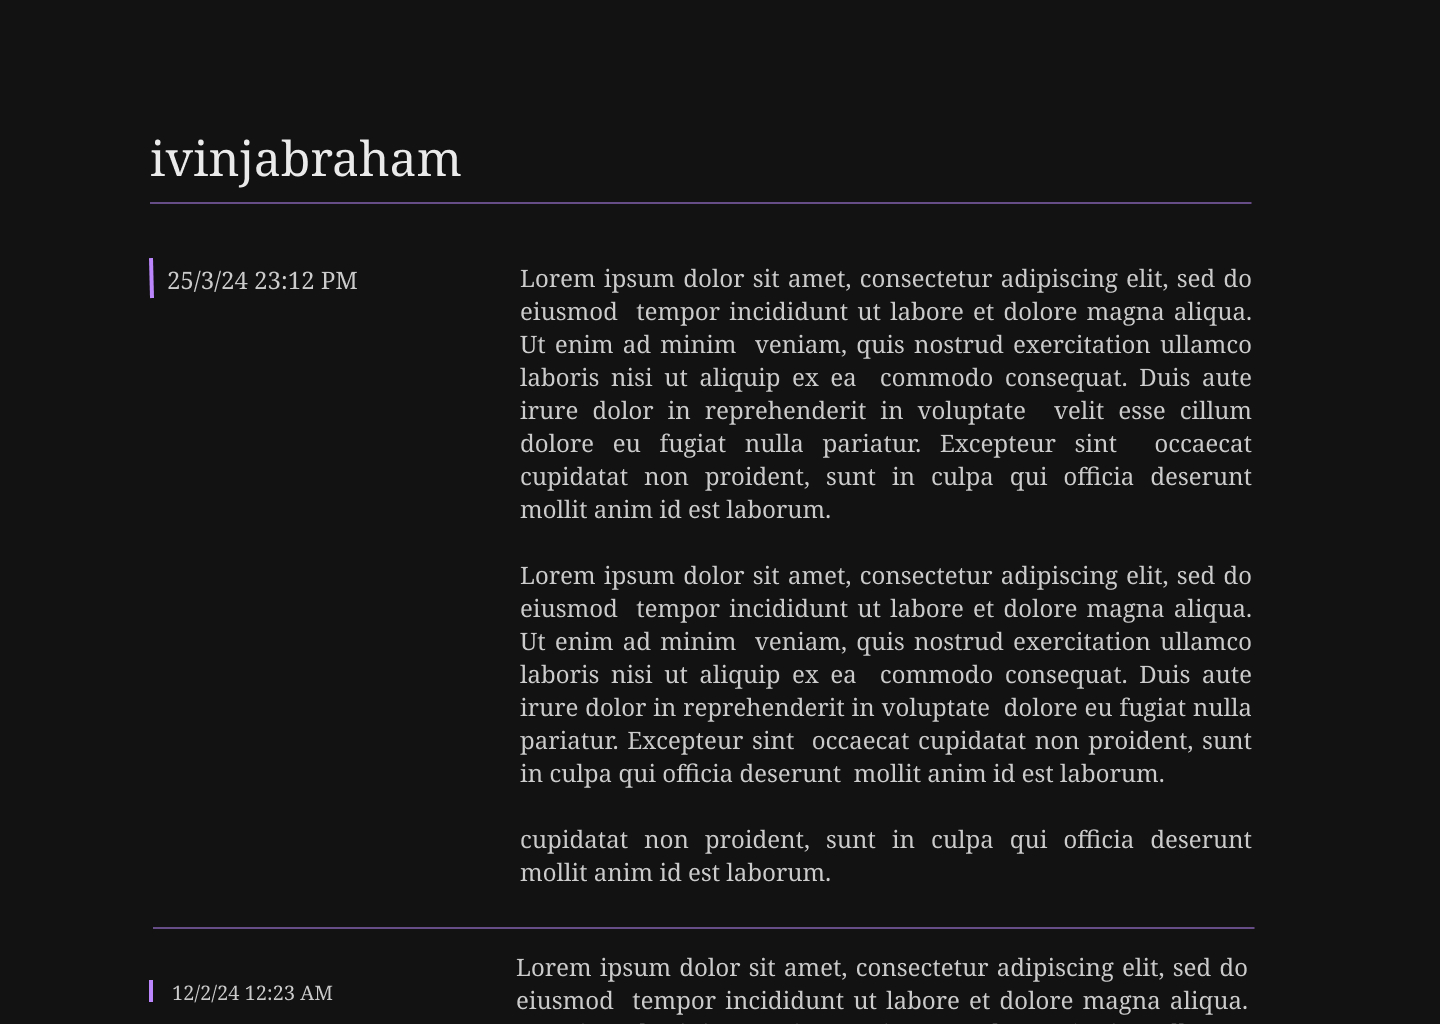 ivinjabraham
25/3/24 23:12 PM
Lorem ipsum dolor sit amet, consectetur adipiscing elit, sed do
eiusmod  tempor incididunt ut labore et dolore magna aliqua.
Ut enim ad minim  veniam, quis nostrud exercitation ullamco
laboris nisi ut aliquip ex ea  commodo consequat. Duis aute
irure dolor in reprehenderit in voluptate  velit esse cillum
dolore eu fugiat nulla pariatur. Excepteur sint  occaecat
cupidatat non proident, sunt in culpa qui officia deserunt
mollit anim id est laborum.
Lorem ipsum dolor sit amet, consectetur adipiscing elit, sed do
eiusmod  tempor incididunt ut labore et dolore magna aliqua.
Ut enim ad minim  veniam, quis nostrud exercitation ullamco
laboris nisi ut aliquip ex ea  commodo consequat. Duis aute
irure dolor in reprehenderit in voluptate  dolore eu fugiat nulla
pariatur. Excepteur sint  occaecat cupidatat non proident, sunt
in culpa qui officia deserunt  mollit anim id est laborum.
cupidatat non proident, sunt in culpa qui officia deserunt
mollit anim id est laborum.
12/2/24 12:23 AM
Lorem ipsum dolor sit amet, consectetur adipiscing elit, sed do
eiusmod  tempor incididunt ut labore et dolore magna aliqua.